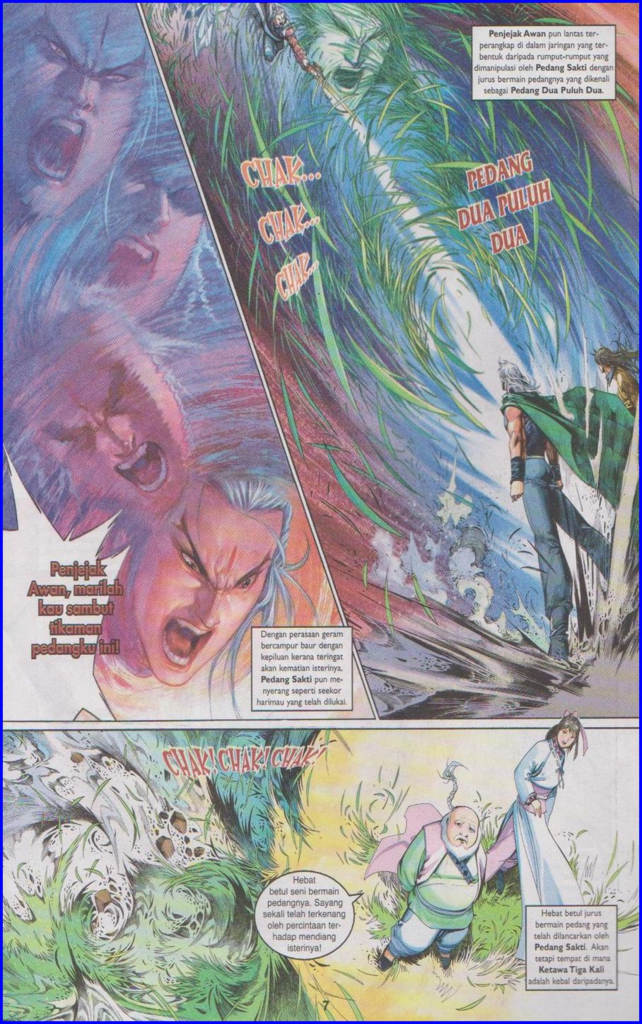 Penjejak Awan pun lantas ter-
perangkap di dalam jaringan yang ter-
bentuk daripada rumput-rumput yang
dimanipulasi oleh Pedang Sakti dengan
jurus bermain pedangnya yang dikenali
sebagai Pedang Dua Puluh Dua.
CHAK...
CHAK...
CHAK...
PEDANG
DUA PULUH
DUA
Penjejak
Awan, marilah
kau sambut
tikaman
pedangku ini!
Dengan perasaan geram
bercampur baur dengan
kepiluan kerana teringat
akan kematian isterinya,
Pedang Sakti pun me-
nyerang seperti seekor
harimau yang telah dilukai.
CHAK! CHAK! CHAK!
Hebat
betul seni bermain
pedangnya. Sayang
sekali telah terkenang
oleh percintaan ter-
hadap mendiang
isterinya!
Hebat betul jurus
bermain pedang yang
telah dilancarkan oleh
Pedang Sakti. Akan
tetapi tempat di mana
Ketawa Tiga Kali
adalah kebal daripadanya.
7